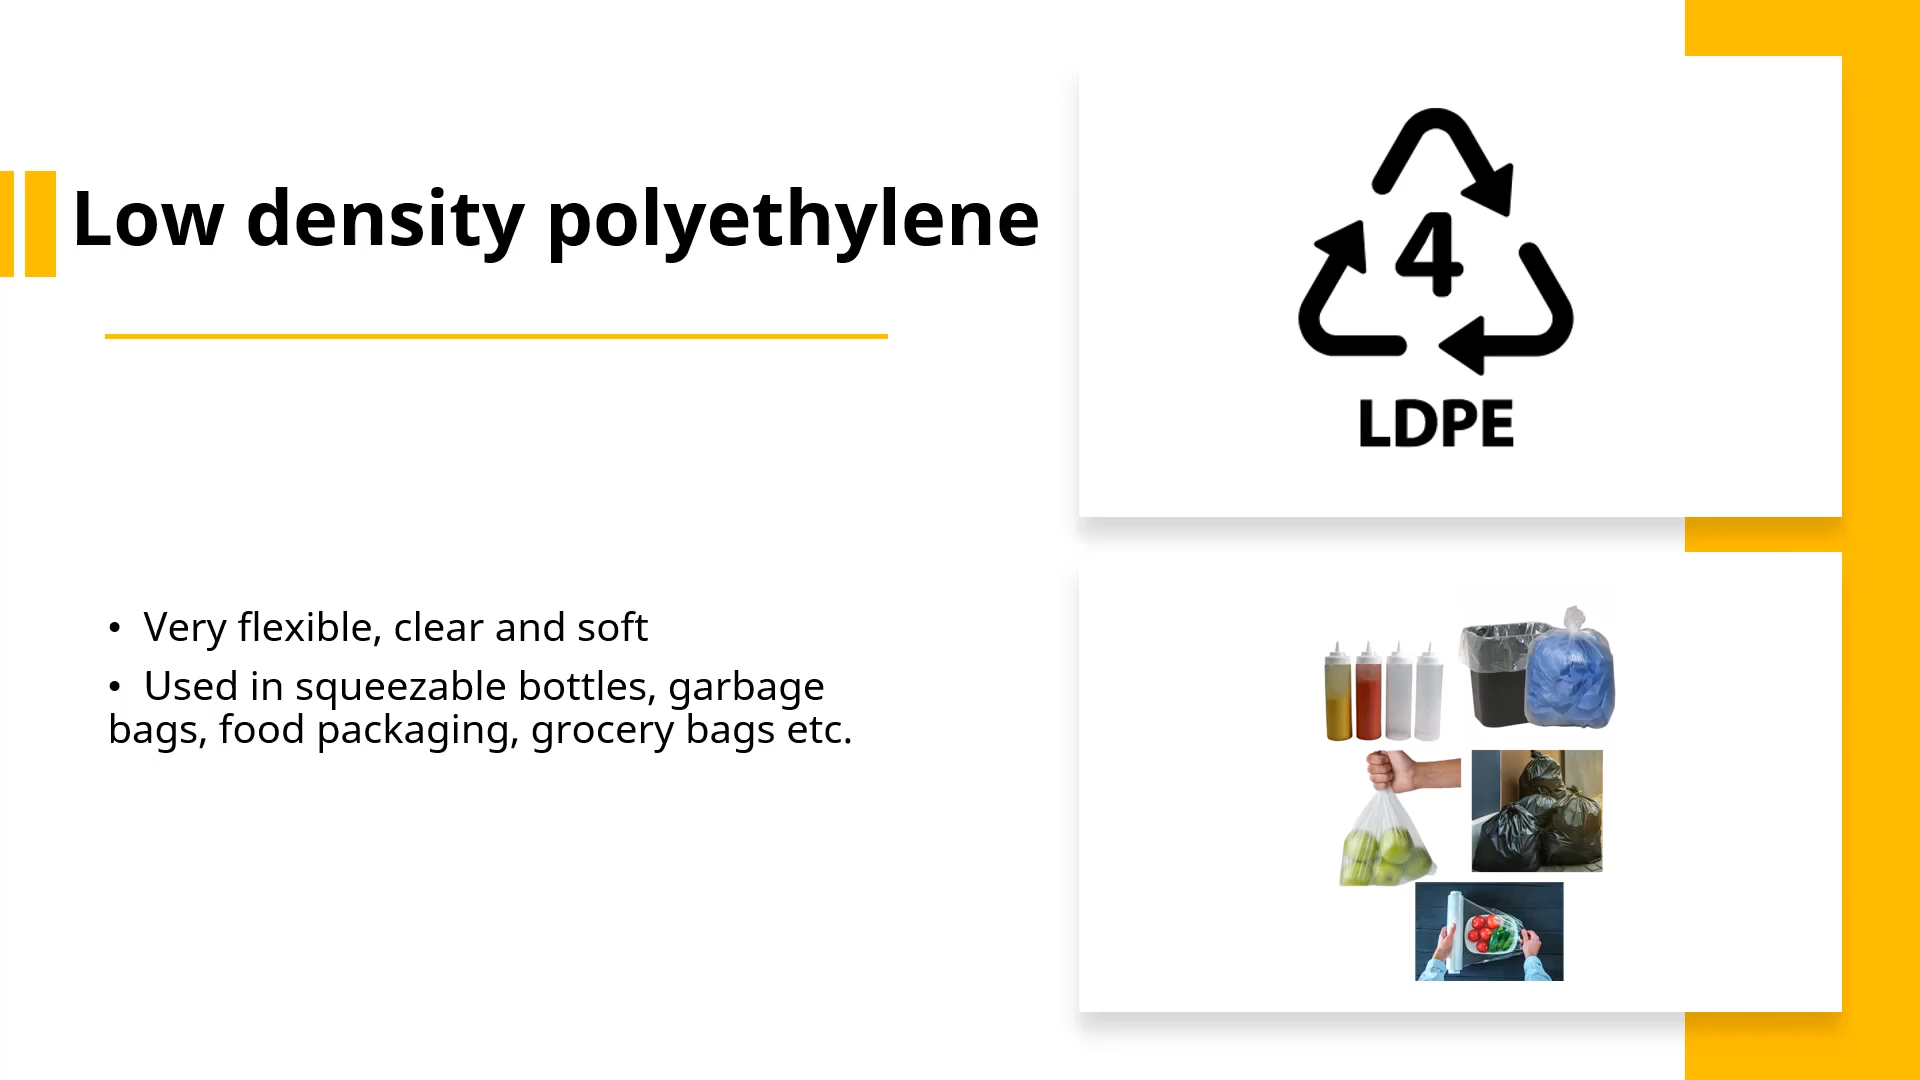 Low density polyethylene
• Very flexible, clear and soft
• Used in squeezable bottles, garbage
bags, food packaging, grocery bags etc.
4
LDPE